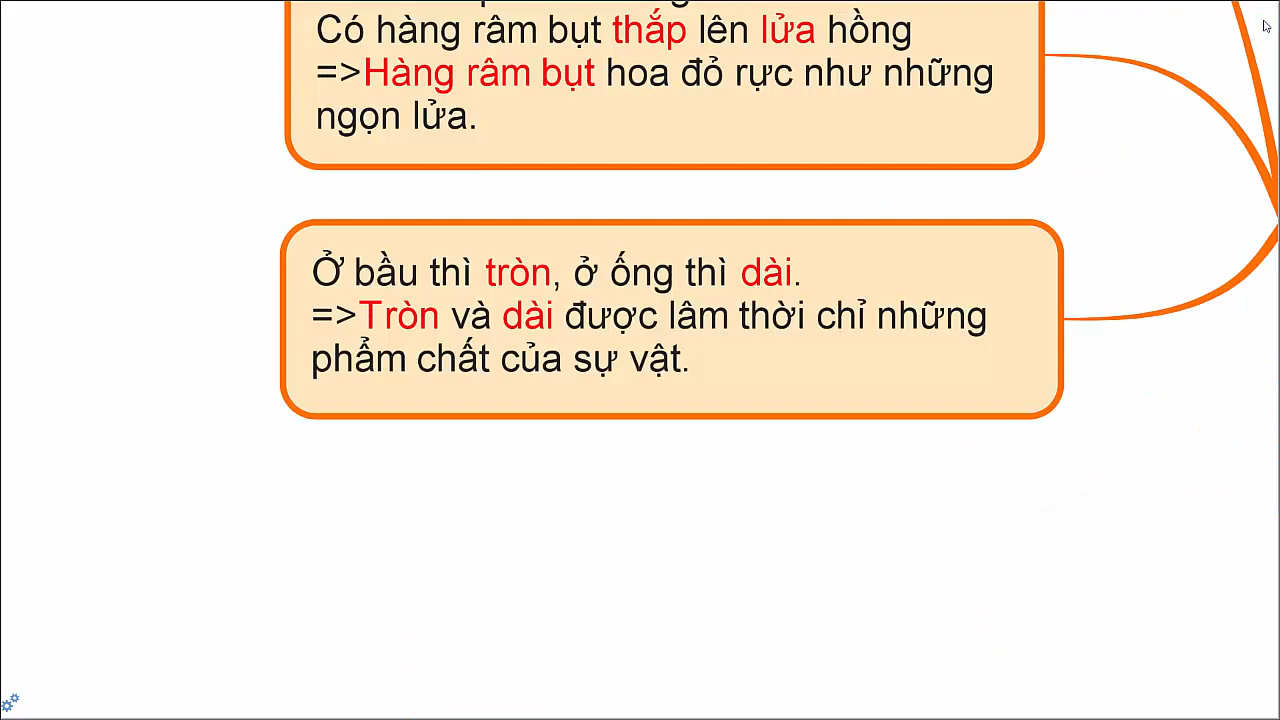 Có hàng râm bụt thắp lên lửa hồng
=>Hàng râm bụt hoa đỏ rực như những
ngọn lửa.
Ở bầu thì tròn, ở ống thì dài.
=>Tròn và dài được lâm thời chỉ những
phẩm chất của sự vật.